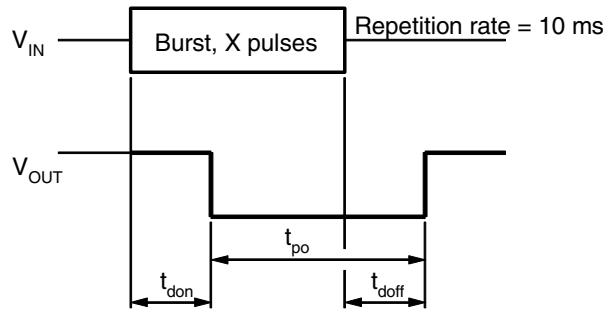 V_IN
Burst, X pulses
Repetition rate = 10 ms
V_OUT
t_po
t_don
t_doff